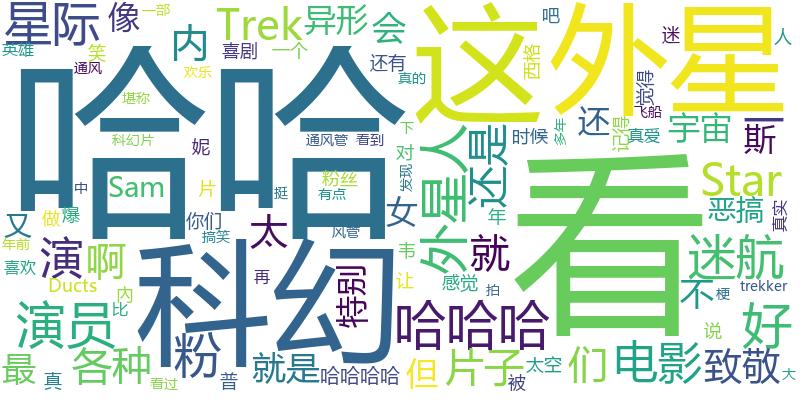 星际
像
Trek
异形
会
吧
迷
人
一部
英雄
笑
内
喜剧
一个
这
外星
通风
欢乐
还有
真的
西格
觉得
飞船
哈哈
堪称
科幻片
妮
通风管
看到
下
外星人
还是
时候
多年
还
记得
真爱
宇宙
斯
中
Sam
片
粉丝
有点
对
发现
看
Star
恶搞
真实
又
做
爆
你们
女
挺
年
韦
年前
演
啊
搞笑
太
风管
就
不
迷航
喜欢
Ducts
内
比
科幻
再
特别
让
感觉
拍
梗
trekker
演员
粉
哈哈哈
说
好
最
真
各种
看过
普
就是
哈哈哈哈
但
片子
被
太空
们
电影
致敬
大